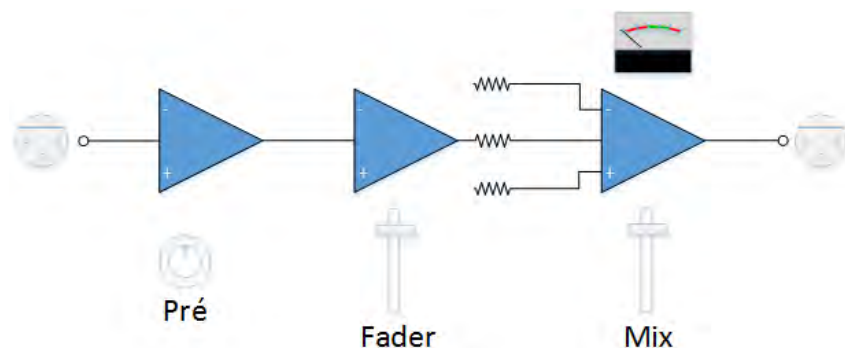 - - -
+ + +
Pré
Fader
Mix